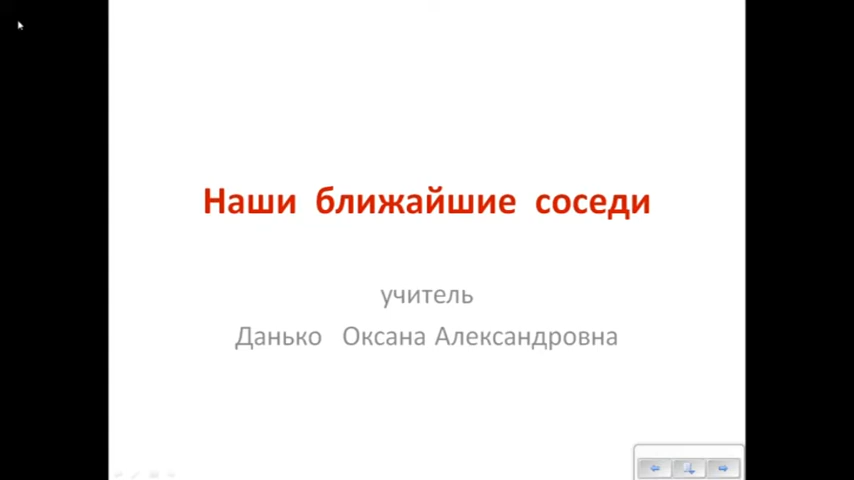 Наши ближайшие соседи
учитель
Данько Оксана Александровна